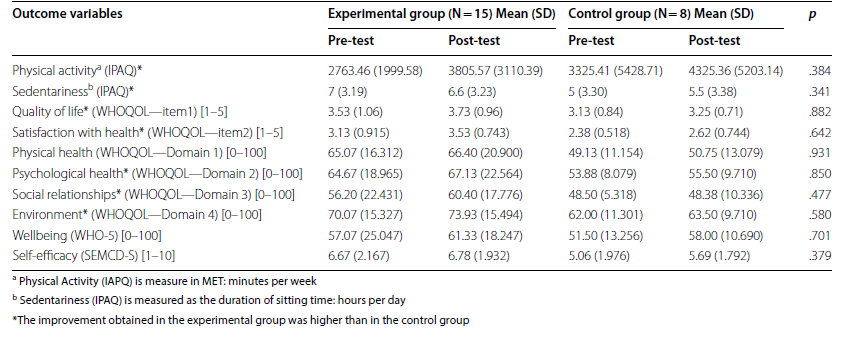 Outcome variables Experimental group (N = 15) Mean (SD) Control group (N = 8) Mean (SD) p
Pre-test Post-test Pre-test Post-test
Physical activityᵃ (IPAQ)* 2763.46 (1999.58) 3805.57 (3110.39) 3325.41 (5428.71) 4325.36 (5203.14) .384
Sedentarinessᵇ (IPAQ)* 7 (3.19) 6.6 (3.23) 5 (3.30) 5.5 (3.38) .341
Quality of life* (WHOQOL—item1) [1–5] 3.53 (1.06) 3.73 (0.96) 3.13 (0.84) 3.25 (0.71) .882
Satisfaction with health* (WHOQOL—item2) [1–5] 3.13 (0.915) 3.53 (0.743) 2.38 (0.518) 2.62 (0.744) .642
Physical health (WHOQOL—Domain 1) [0–100] 65.07 (16.312) 66.40 (20.900) 49.13 (11.154) 50.75 (13.079) .931
Psychological health* (WHOQOL—Domain 2) [0–100] 64.67 (18.965) 67.13 (22.564) 53.88 (8.079) 55.50 (9.710) .850
Social relationships* (WHOQOL—Domain 3) [0–100] 56.20 (22.431) 60.40 (17.776) 48.50 (5.318) 48.38 (10.336) .477
Environment* (WHOQOL—Domain 4) [0–100] 70.07 (15.327) 73.93 (15.494) 62.00 (11.301) 63.50 (9.710) .580
Wellbeing (WHO-5) [0–100] 57.07 (25.047) 61.33 (18.247) 51.50 (13.256) 58.00 (10.690) .701
Self-efficacy (SEMCD-S) [1–10] 6.67 (2.167) 6.78 (1.932) 5.06 (1.976) 5.69 (1.792) .379
ᵃ Physical Activity (IAPQ) is measure in MET: minutes per week
ᵇ Sedentariness (IPAQ) is measured as the duration of sitting time: hours per day
*The improvement obtained in the experimental group was higher than in the control group